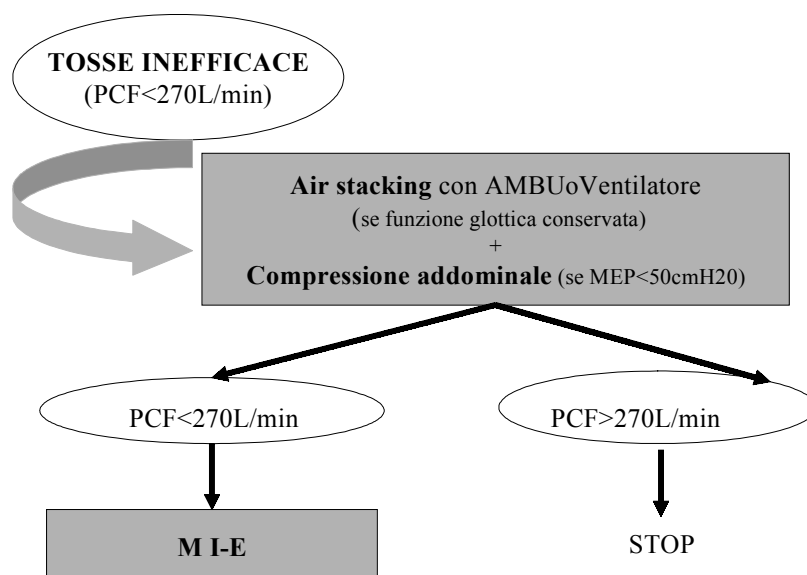 TOSSE INEFFICACE
(PCF<270L/min)
Air stacking con AMBUoVentilatore
(se funzione glottica conservata)
+
Compressione addominale (se MEP<50cmH20)
PCF<270L/min
PCF>270L/min
M I-E
STOP